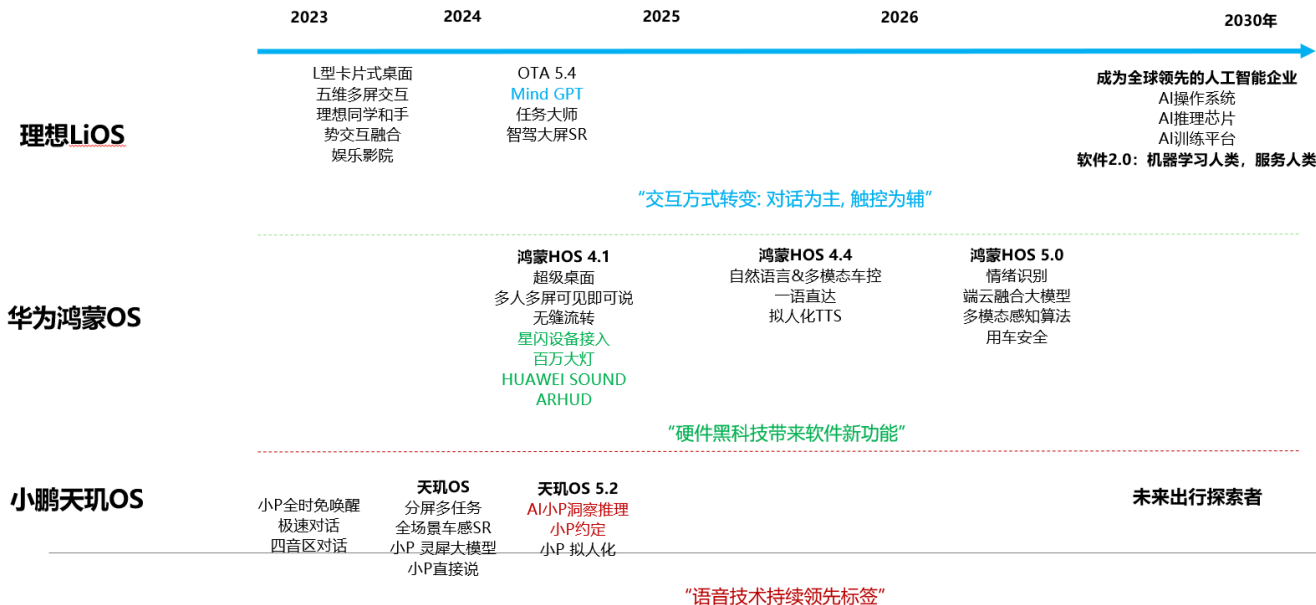 2023
2024
2025
2026
2030年
理想LiOS
L型卡片式桌面
五维多屏交互
理想同学和手
势交互融合
娱乐影院
OTA 5.4
Mind GPT
任务大师
智驾大屏SR
成为全球领先的人工智能企业
AI操作系统
AI推理芯片
AI训练平台
软件2.0：机器学习人类，服务人类
“交互方式转变: 对话为主, 触控为辅”
华为鸿蒙OS
鸿蒙HOS 4.1
超级桌面
多人多屏可见即可说
无缝流转
星闪设备接入
百万大灯
HUAWEI SOUND
ARHUD
鸿蒙HOS 4.4
自然语言&多模态车控
一语直达
拟人化TTS
鸿蒙HOS 5.0
情绪识别
端云融合大模型
多模态感知算法
用车安全
“硬件黑科技带来软件新功能”
小鹏天玑OS
小P全时免唤醒
极速对话
四音区对话
天玑OS
分屏多任务
全场景车感SR
小P 灵犀大模型
小P直接说
天玑OS 5.2
AI小P洞察推理
小P约定
小P 拟人化
未来出行探索者
“语音技术持续领先标签”